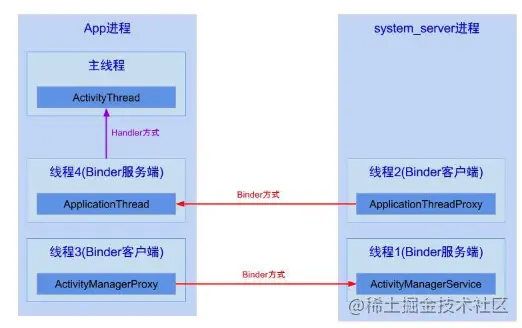 App进程
system_server进程
主线程
ActivityThread
Handler方式
线程4(Binder服务端)
ApplicationThread
Binder方式
线程2(Binder客户端)
ApplicationThreadProxy
线程3(Binder客户端)
ActivityManagerProxy
Binder方式
线程1(Binder服务端)
ActivityManagerService
@稀土掘金技术社区